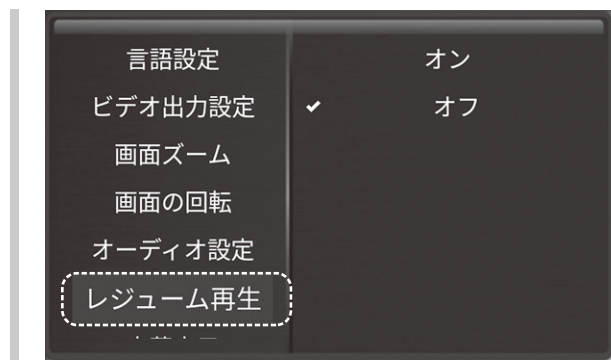 言語設定
ビデオ出力設定
画面ズーム
画面の回転
オーディオ設定
レジューム再生
オン
✔ オフ